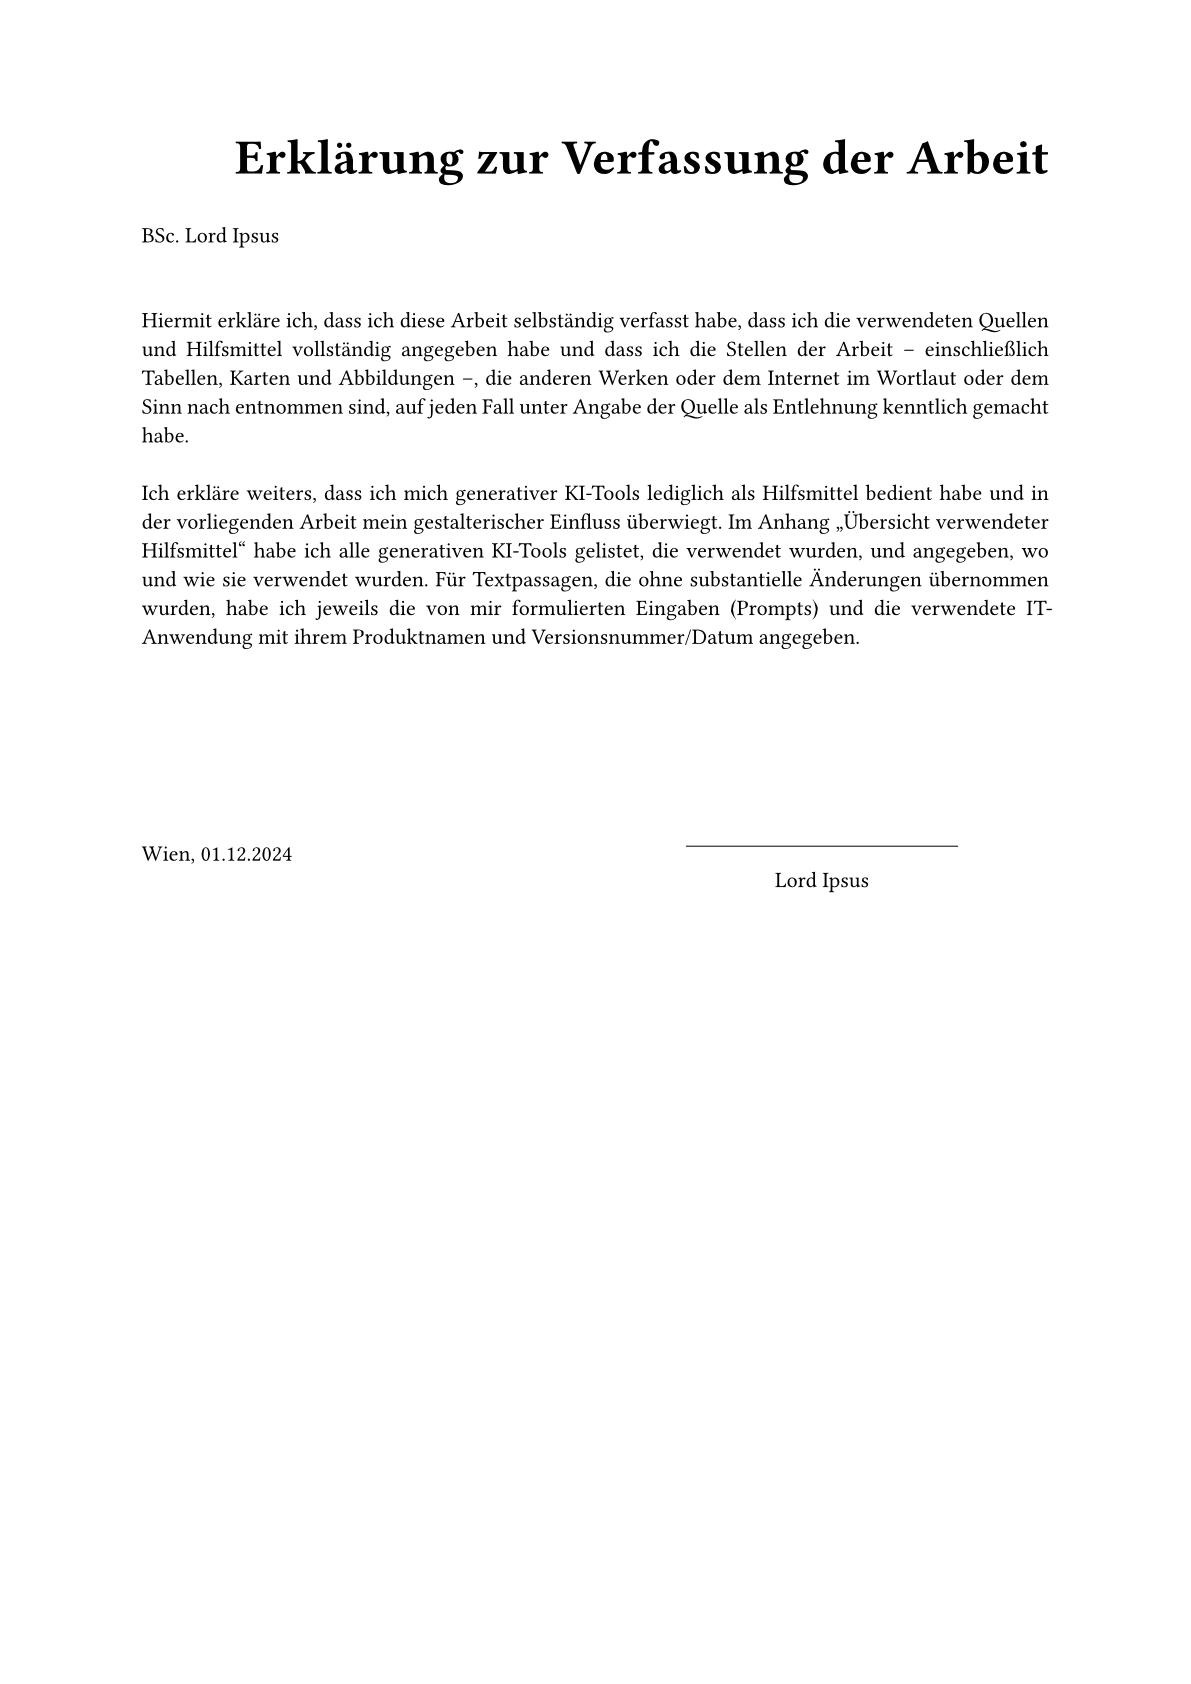 Erklärung zur Verfassung der Arbeit
BSc. Lord Ipsus
Hiermit erkläre ich, dass ich diese Arbeit selbständig verfasst habe, dass ich die verwendeten Quellen
und Hilfsmittel vollständig angegeben habe und dass ich die Stellen der Arbeit – einschließlich
Tabellen, Karten und Abbildungen –, die anderen Werken oder dem Internet im Wortlaut oder dem
Sinn nach entnommen sind, auf jeden Fall unter Angabe der Quelle als Entlehnung kenntlich gemacht
habe.
Ich erkläre weiters, dass ich mich generativer KI-Tools lediglich als Hilfsmittel bedient habe und in
der vorliegenden Arbeit mein gestalterischer Einfluss überwiegt. Im Anhang „Übersicht verwendeter
Hilfsmittel“ habe ich alle generativen KI-Tools gelistet, die verwendet wurden, und angegeben, wo
und wie sie verwendet wurden. Für Textpassagen, die ohne substantielle Änderungen übernommen
wurden, habe ich jeweils die von mir formulierten Eingaben (Prompts) und die verwendete IT-
Anwendung mit ihrem Produktnamen und Versionsnummer/Datum angegeben.
Wien, 01.12.2024
Lord Ipsus